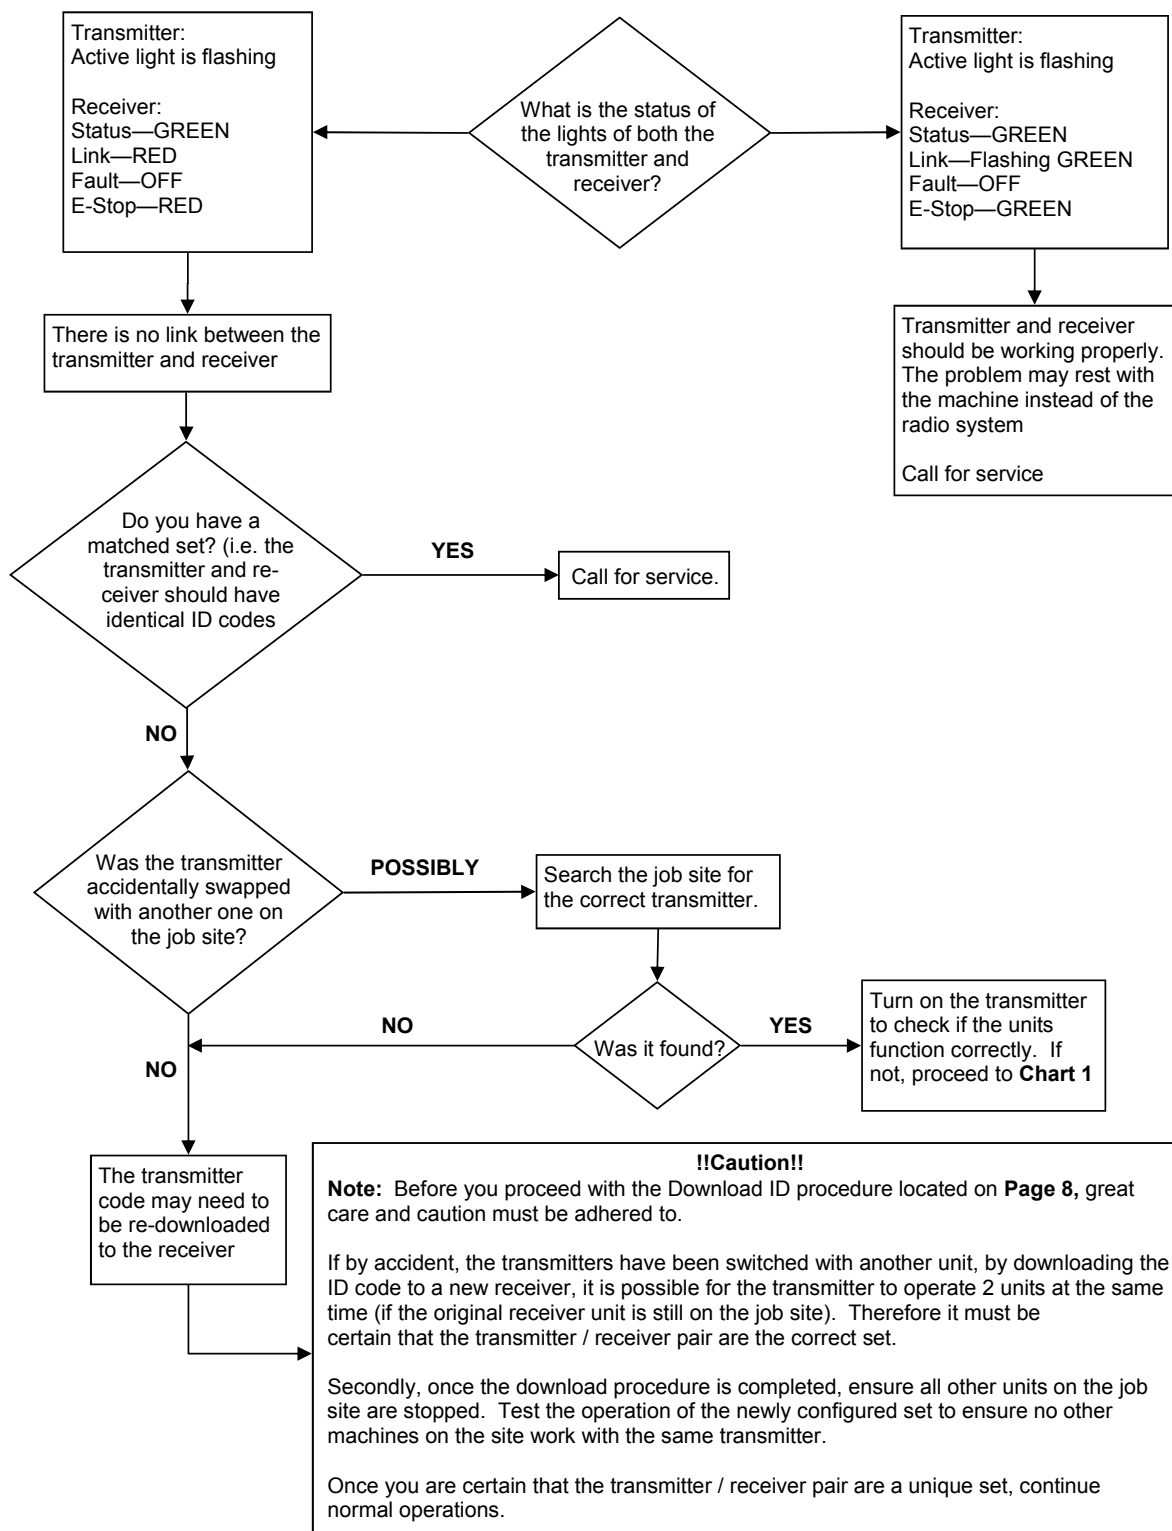 Transmitter:
Active light is flashing
Receiver:
Status—GREEN
Link—RED
Fault—OFF
E-Stop—RED
What is the status of
the lights of both the
transmitter and
receiver?
Transmitter:
Active light is flashing
Receiver:
Status—GREEN
Link—Flashing GREEN
Fault—OFF
E-Stop—GREEN
There is no link between the
transmitter and receiver
Transmitter and receiver
should be working properly.
The problem may rest with
the machine instead of the
radio system
Call for service
Do you have a
matched set? (i.e. the
transmitter and re-
ceiver should have
identical ID codes
YES
Call for service.
NO
Was the transmitter
accidentally swapped
with another one on
the job site?
POSSIBLY
Search the job site for
the correct transmitter.
Was it found?
NO
YES
Turn on the transmitter
to check if the units
function correctly.  If
not, proceed to Chart 1
NO
The transmitter
code may need to
be re-downloaded
to the receiver
!!Caution!!
Note:  Before you proceed with the Download ID procedure located on Page 8, great
care and caution must be adhered to.
If by accident, the transmitters have been switched with another unit, by downloading the
ID code to a new receiver, it is possible for the transmitter to operate 2 units at the same
time (if the original receiver unit is still on the job site).  Therefore it must be
certain that the transmitter / receiver pair are the correct set.
Secondly, once the download procedure is completed, ensure all other units on the job
site are stopped.  Test the operation of the newly configured set to ensure no other
machines on the site work with the same transmitter.
Once you are certain that the transmitter / receiver pair are a unique set, continue
normal operations.